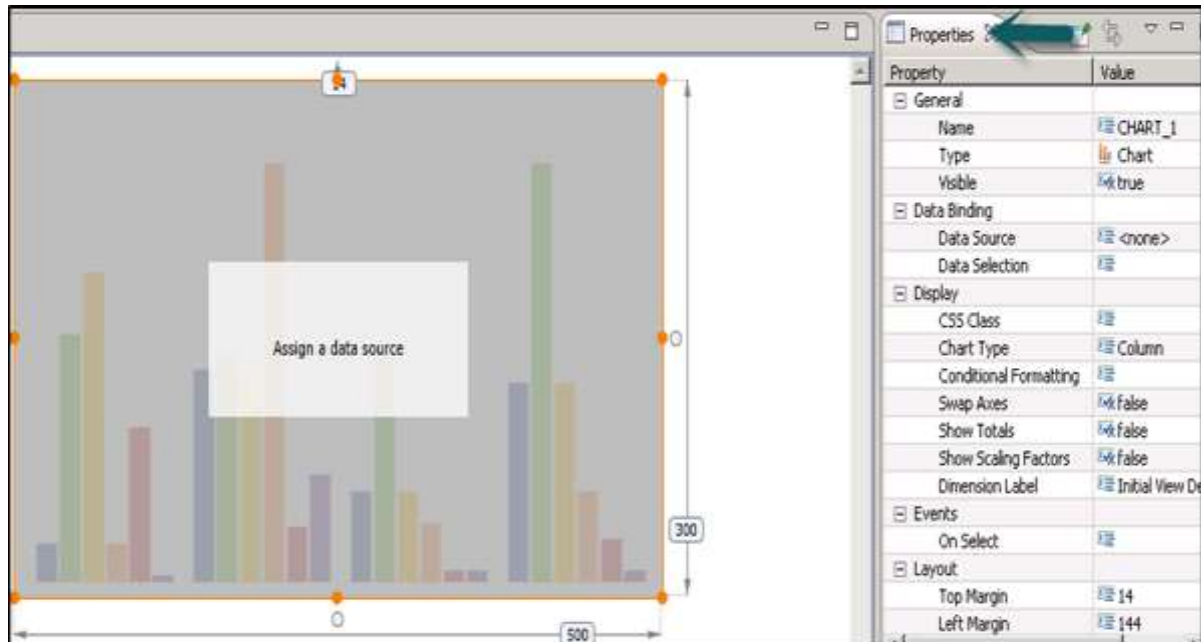 14
Assign a data source
300
500
Properties
Property Value
General
Name CHART_1
Type Chart
Visible true
Data Binding
Data Source <none>
Data Selection
Display
CSS Class
Chart Type Column
Conditional Formatting
Swap Axes false
Show Totals false
Show Scaling Factors false
Dimension Label Initial View De
Events
On Select
Layout
Top Margin 14
Left Margin 144